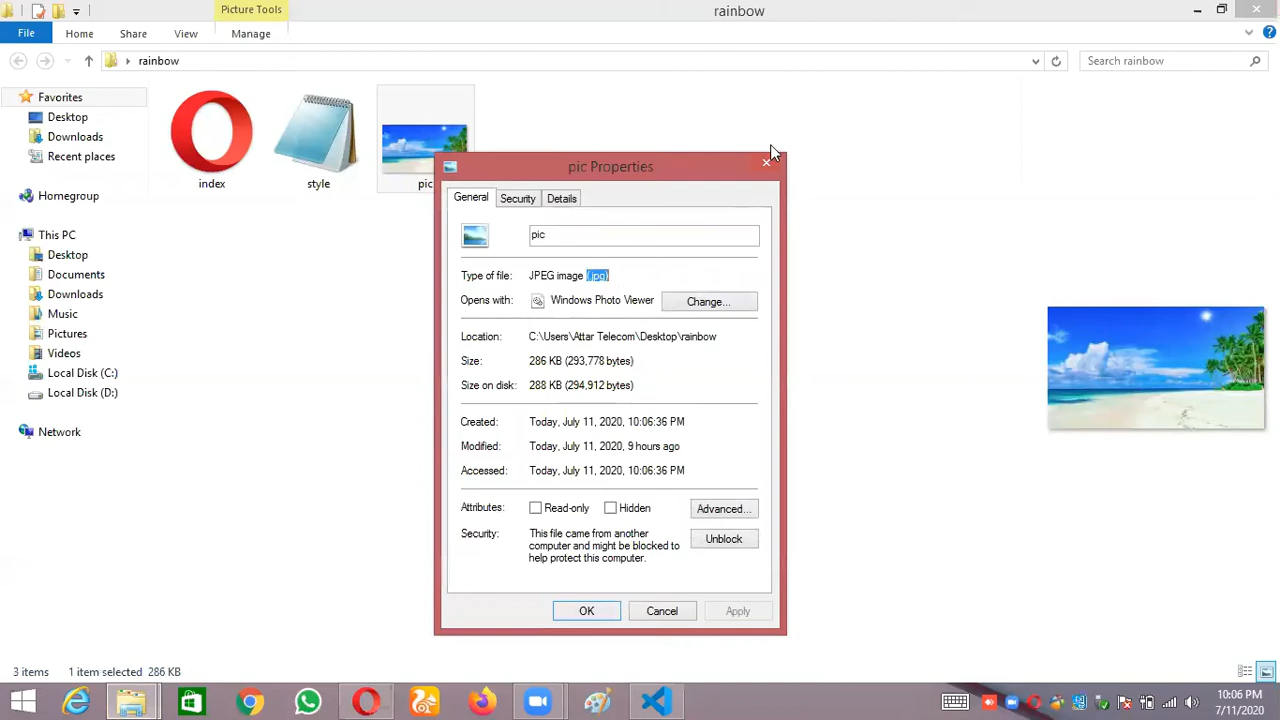 Picture Tools
rainbow
File
Home
Share
View
Manage
rainbow
Search rainbow
Favorites
Desktop
Downloads
Recent places
Homegroup
This PC
Desktop
Documents
Downloads
Music
Pictures
Videos
Local Disk (C:)
Local Disk (D:)
Network
index
style
pic
pic Properties
General
Security
Details
pic
Type of file:
JPEG image (.jpg)
Opens with:
Windows Photo Viewer
Change...
Location:
C:\Users\Attar Telecom\Desktop\rainbow
Size:
286 KB (293,778 bytes)
Size on disk:
288 KB (294,912 bytes)
Created:
Today, July 11, 2020, 10:06:36 PM
Modified:
Today, July 11, 2020, 9 hours ago
Accessed:
Today, July 11, 2020, 10:06:36 PM
Attributes:
Read-only
Hidden
Advanced...
Security:
This file came from another
computer and might be blocked to
help protect this computer.
Unblock
OK
Cancel
Apply
3 items
1 item selected 286 KB
10:06 PM
7/11/2020